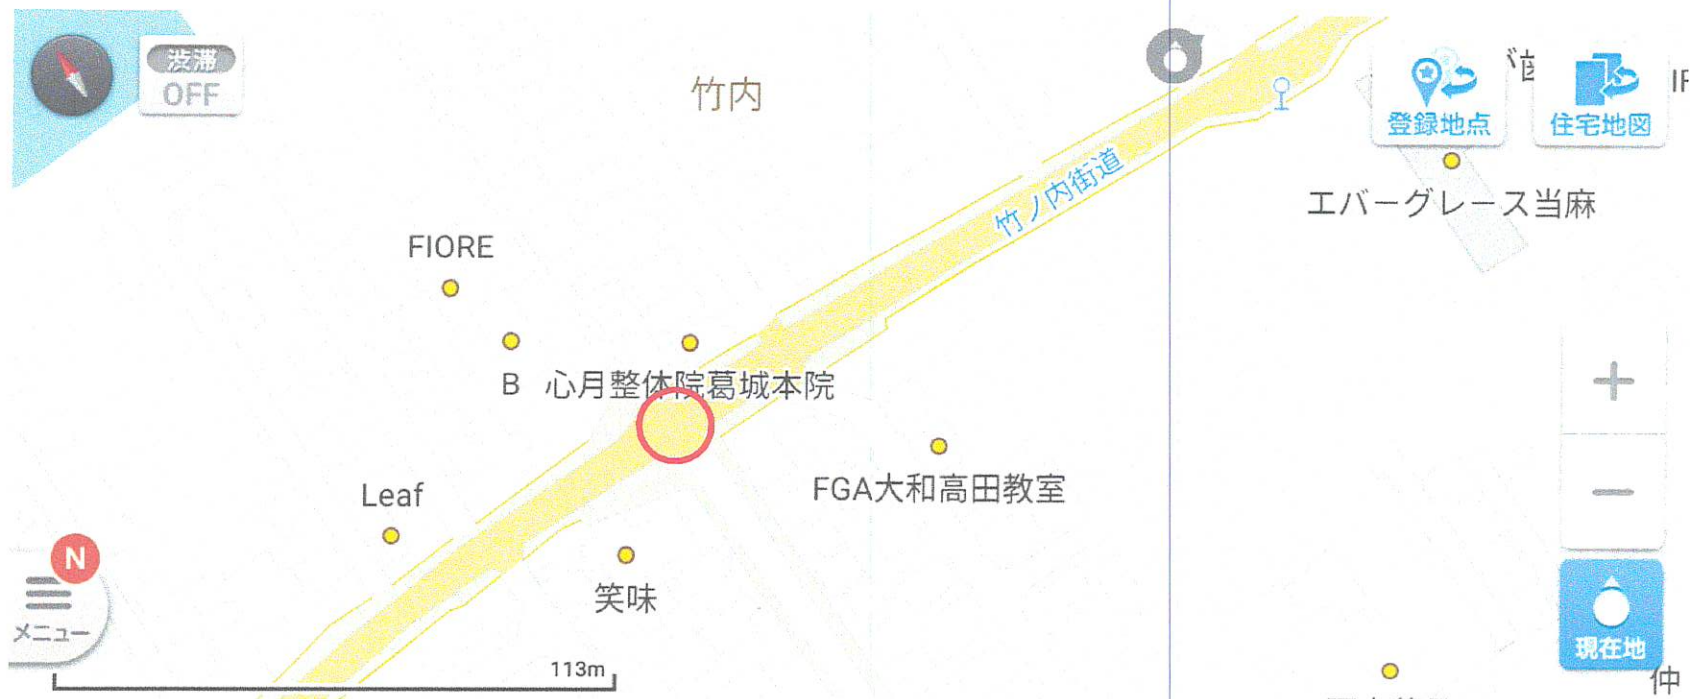 渋滞
OFF
竹内
登録地点
住宅地図
竹ノ内街道
エバーグレース当麻
FIORE
B
心月整体院葛城本院
FGA大和高田教室
Leaf
笑味
N
メニュー
113m
+
−
現在地
仲